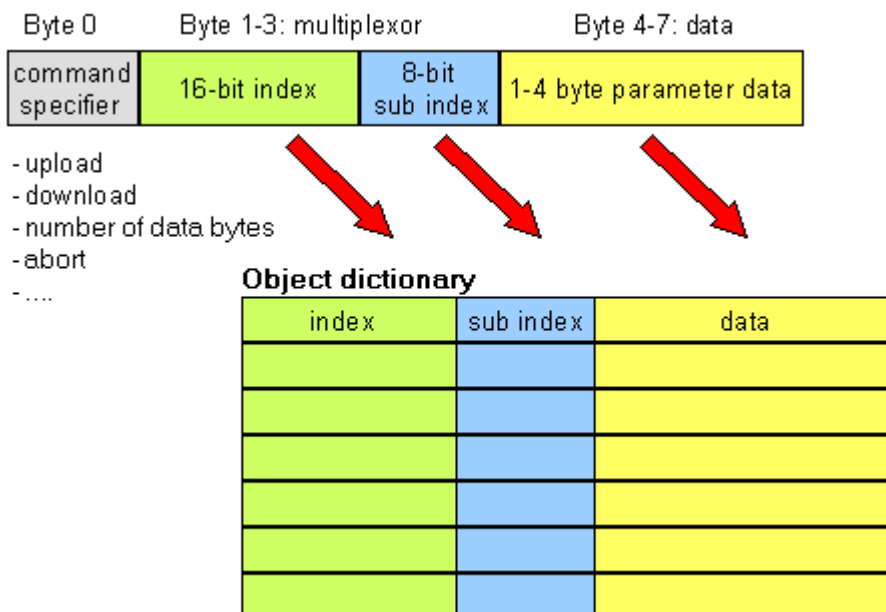 Byte 0 Byte 1-3: multiplexor Byte 4-7: data
command specifier
16-bit index
8-bit sub index
1-4 byte parameter data
- upload
- download
- number of data bytes
-abort
- ....
Object dictionary
index sub index data